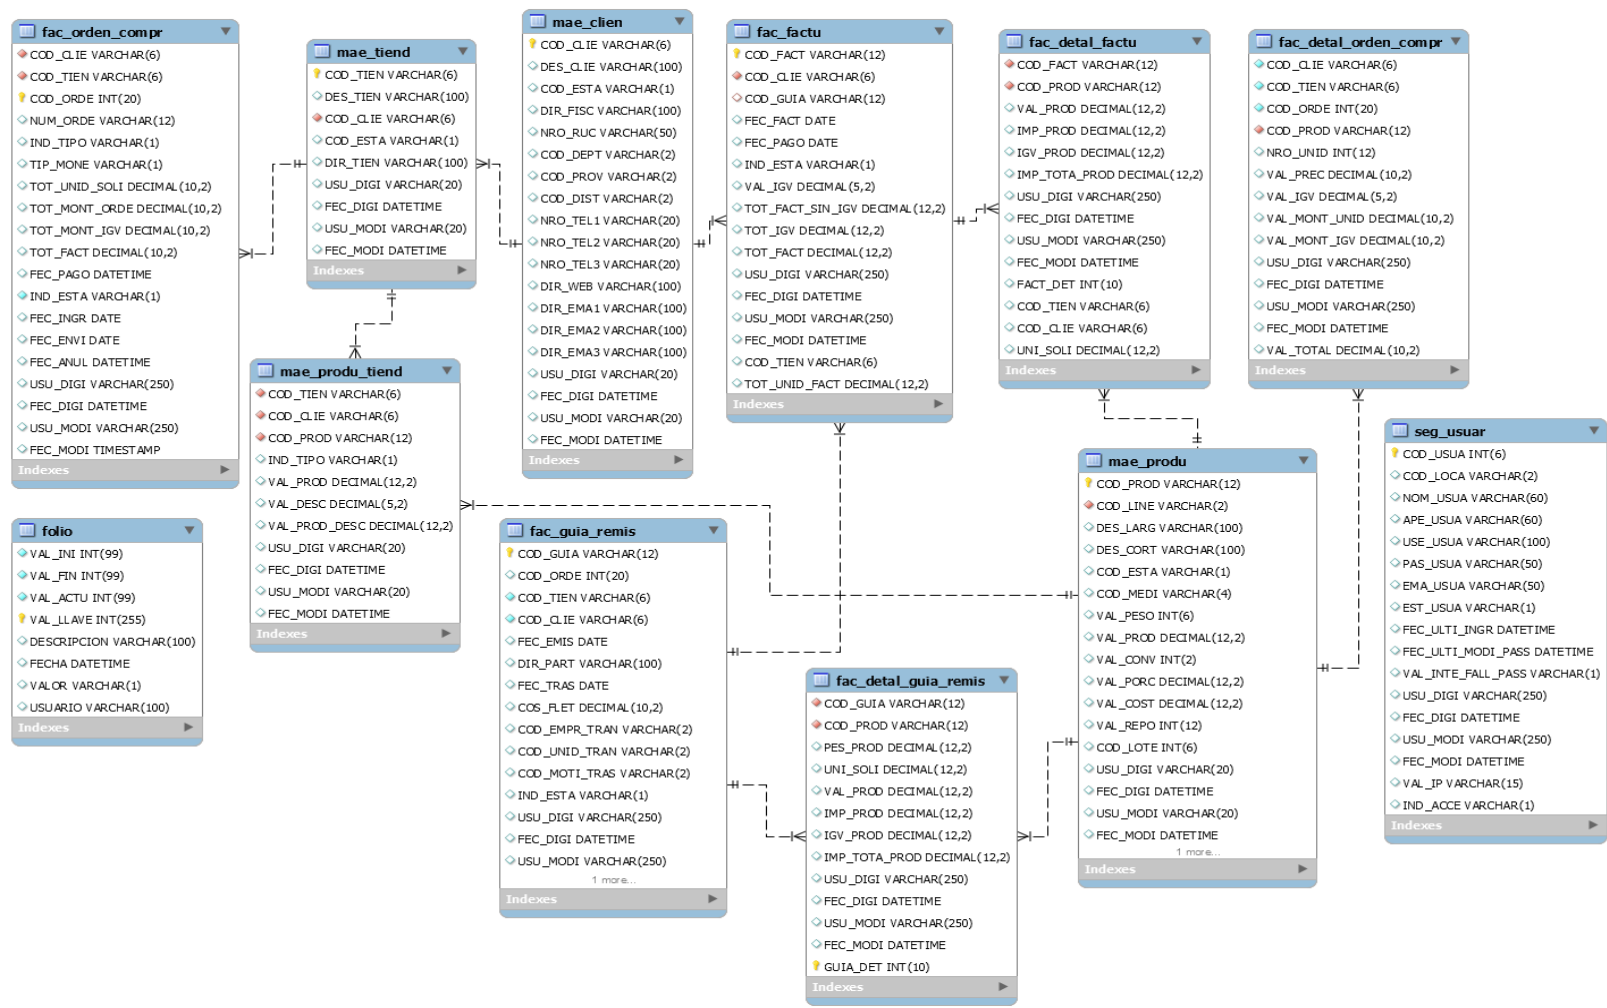 fac_orden_compr
COD_CLIE VARCHAR(6)
COD_TIEN VARCHAR(6)
COD_ORDE INT(20)
NUM_ORDE VARCHAR(12)
IND_TIPO VARCHAR(1)
TIP_MONE VARCHAR(1)
TOT_UNID_SOLI DECIMAL(10,2)
TOT_MONT_ORDE DECIMAL(10,2)
TOT_MONT_IGV DECIMAL(10,2)
TOT_FACT DECIMAL(10,2)
FEC_PAGO DATETIME
IND_ESTA VARCHAR(1)
FEC_INGR DATE
FEC_ENVI DATE
FEC_ANUL DATETIME
USU_DIGI VARCHAR(250)
FEC_DIGI DATETIME
USU_MODI VARCHAR(250)
FEC_MODI TIMESTAMP
Indexes
mae_tiend
COD_TIEN VARCHAR(6)
DES_TIEN VARCHAR(100)
COD_CLIE VARCHAR(6)
COD_ESTA VARCHAR(1)
DIR_TIEN VARCHAR(100)
USU_DIGI VARCHAR(20)
FEC_DIGI DATETIME
USU_MODI VARCHAR(20)
FEC_MODI DATETIME
Indexes
mae_clien
COD_CLIE VARCHAR(6)
DES_CLIE VARCHAR(100)
COD_ESTA VARCHAR(1)
DIR_FISC VARCHAR(100)
NRO_RUC VARCHAR(50)
COD_DEPT VARCHAR(2)
COD_PROV VARCHAR(2)
COD_DIST VARCHAR(2)
NRO_TEL1 VARCHAR(20)
NRO_TEL2 VARCHAR(20)
NRO_TEL3 VARCHAR(20)
DIR_WEB VARCHAR(100)
DIR_EMA1 VARCHAR(100)
DIR_EMA2 VARCHAR(100)
DIR_EMA3 VARCHAR(100)
USU_DIGI VARCHAR(20)
FEC_DIGI DATETIME
USU_MODI VARCHAR(20)
FEC_MODI DATETIME
Indexes
fac_factu
COD_FACT VARCHAR(12)
COD_CLIE VARCHAR(6)
COD_GUIA VARCHAR(12)
FEC_FACT DATE
FEC_PAGO DATE
IND_ESTA VARCHAR(1)
VAL_IGV DECIMAL(5,2)
TOT_FACT_SIN_IGV DECIMAL(12,2)
TOT_IGV DECIMAL(12,2)
TOT_FACT DECIMAL(12,2)
USU_DIGI VARCHAR(250)
FEC_DIGI DATETIME
USU_MODI VARCHAR(250)
FEC_MODI DATETIME
COD_TIEN VARCHAR(6)
TOT_UNID_FACT DECIMAL(12,2)
Indexes
fac_detal_factu
COD_FACT VARCHAR(12)
COD_PROD VARCHAR(12)
VAL_PROD DECIMAL(12,2)
IMP_PROD DECIMAL(12,2)
IGV_PROD DECIMAL(12,2)
IMP_TOTA_PROD DECIMAL(12,2)
USU_DIGI VARCHAR(250)
FEC_DIGI DATETIME
USU_MODI VARCHAR(250)
FEC_MODI DATETIME
FACT_DET INT(10)
COD_TIEN VARCHAR(6)
COD_CLIE VARCHAR(6)
UNI_SOLI DECIMAL(12,2)
Indexes
fac_detal_orden_compr
COD_CLIE VARCHAR(6)
COD_TIEN VARCHAR(6)
COD_ORDE INT(20)
COD_PROD VARCHAR(12)
NRO_UNID INT(12)
VAL_PREC DECIMAL(10,2)
VAL_IGV DECIMAL(5,2)
VAL_MONT_UNID DECIMAL(10,2)
VAL_MONT_IGV DECIMAL(10,2)
USU_DIGI VARCHAR(250)
FEC_DIGI DATETIME
USU_MODI VARCHAR(250)
FEC_MODI DATETIME
VAL_TOTAL DECIMAL(10,2)
Indexes
mae_produ_tiend
COD_TIEN VARCHAR(6)
COD_CLIE VARCHAR(6)
COD_PROD VARCHAR(12)
IND_TIPO VARCHAR(1)
VAL_PROD DECIMAL(12,2)
VAL_DESC DECIMAL(5,2)
VAL_PROD_DESC DECIMAL(12,2)
USU_DIGI VARCHAR(20)
FEC_DIGI DATETIME
USU_MODI VARCHAR(20)
FEC_MODI DATETIME
Indexes
folio
VAL_INI INT(99)
VAL_FIN INT(99)
VAL_ACTU INT(99)
VAL_LLAVE INT(255)
DESCRIPCION VARCHAR(100)
FECHA DATETIME
VALOR VARCHAR(1)
USUARIO VARCHAR(100)
Indexes
fac_guia_remis
COD_GUIA VARCHAR(12)
COD_ORDE INT(20)
COD_TIEN VARCHAR(6)
COD_CLIE VARCHAR(6)
FEC_EMIS DATE
DIR_PART VARCHAR(100)
FEC_TRAS DATE
COS_FLET DECIMAL(10,2)
COD_EMPR_TRAN VARCHAR(2)
COD_UNID_TRAN VARCHAR(2)
COD_MOTI_TRAS VARCHAR(2)
IND_ESTA VARCHAR(1)
USU_DIGI VARCHAR(250)
FEC_DIGI DATETIME
USU_MODI VARCHAR(250)
1 more...
Indexes
fac_detal_guia_remis
COD_GUIA VARCHAR(12)
COD_PROD VARCHAR(12)
PES_PROD DECIMAL(12,2)
UNI_SOLI DECIMAL(12,2)
VAL_PROD DECIMAL(12,2)
IMP_PROD DECIMAL(12,2)
IGV_PROD DECIMAL(12,2)
IMP_TOTA_PROD DECIMAL(12,2)
USU_DIGI VARCHAR(250)
FEC_DIGI DATETIME
USU_MODI VARCHAR(250)
FEC_MODI DATETIME
GUIA_DET INT(10)
Indexes
mae_produ
COD_PROD VARCHAR(12)
COD_LINE VARCHAR(2)
DES_LARG VARCHAR(100)
DES_CORT VARCHAR(100)
COD_ESTA VARCHAR(1)
COD_MEDI VARCHAR(4)
VAL_PESO INT(6)
VAL_PROD DECIMAL(12,2)
VAL_CONV INT(2)
VAL_PORC DECIMAL(12,2)
VAL_COST DECIMAL(12,2)
VAL_REPO INT(12)
COD_LOTE INT(6)
USU_DIGI VARCHAR(20)
FEC_DIGI DATETIME
USU_MODI VARCHAR(20)
FEC_MODI DATETIME
1 more...
Indexes
seg_usuar
COD_USUA INT(6)
COD_LOCA VARCHAR(2)
NOM_USUA VARCHAR(60)
APE_USUA VARCHAR(60)
USE_USUA VARCHAR(100)
PAS_USUA VARCHAR(50)
EMA_USUA VARCHAR(50)
EST_USUA VARCHAR(1)
FEC_ULTI_INGR DATETIME
FEC_ULTI_MODI_PASS DATETIME
VAL_INTE_FALL_PASS VARCHAR(1)
USU_DIGI VARCHAR(250)
FEC_DIGI DATETIME
USU_MODI VARCHAR(250)
FEC_MODI DATETIME
VAL_IP VARCHAR(15)
IND_ACCE VARCHAR(1)
Indexes